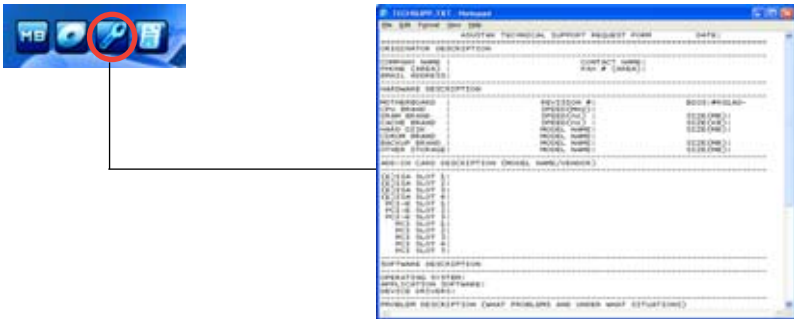 MB
TECHSUPP.TXT - Notepad
File Edit Format View Help
ASUSTEK TECHNICAL SUPPORT REQUEST FORM DATE:
ORIGINATOR DESCRIPTION
COMPANY NAME : CONTACT NAME:
PHONE (AREA) : FAX # (AREA):
EMAIL ADDRESS:
HARDWARE DESCRIPTION
MOTHERBOARD : REVISION #: BIOS:
CPU BRAND : SPEED(MHz):
DRAM BRAND : SPEED(ns) : SIZE(MB):
CACHE BRAND : SPEED(ns) : SIZE(KB):
HARD DISK : MODEL NAME: SIZE(MB):
CDROM BRAND : MODEL NAME:
BACKUP BRAND : MODEL NAME: SIZE(MB):
OTHER STORAGE: MODEL NAME: SIZE(MB):
ADD-IN CARD DESCRIPTION (MODEL NAME/VENDOR)
(E)ISA SLOT 1:
(E)ISA SLOT 2:
(E)ISA SLOT 3:
(E)ISA SLOT 4:
PCI-E SLOT 1:
PCI-E SLOT 2:
PCI-E SLOT 3:
PCI SLOT 1:
PCI SLOT 2:
PCI SLOT 3:
PCI SLOT 4:
PCI SLOT 5:
SOFTWARE DESCRIPTION
OPERATING SYSTEM:
APPLICATION SOFTWARE:
DEVICE DRIVERS:
PROBLEM DESCRIPTION (WHAT PROBLEMS AND UNDER WHAT SITUATIONS)